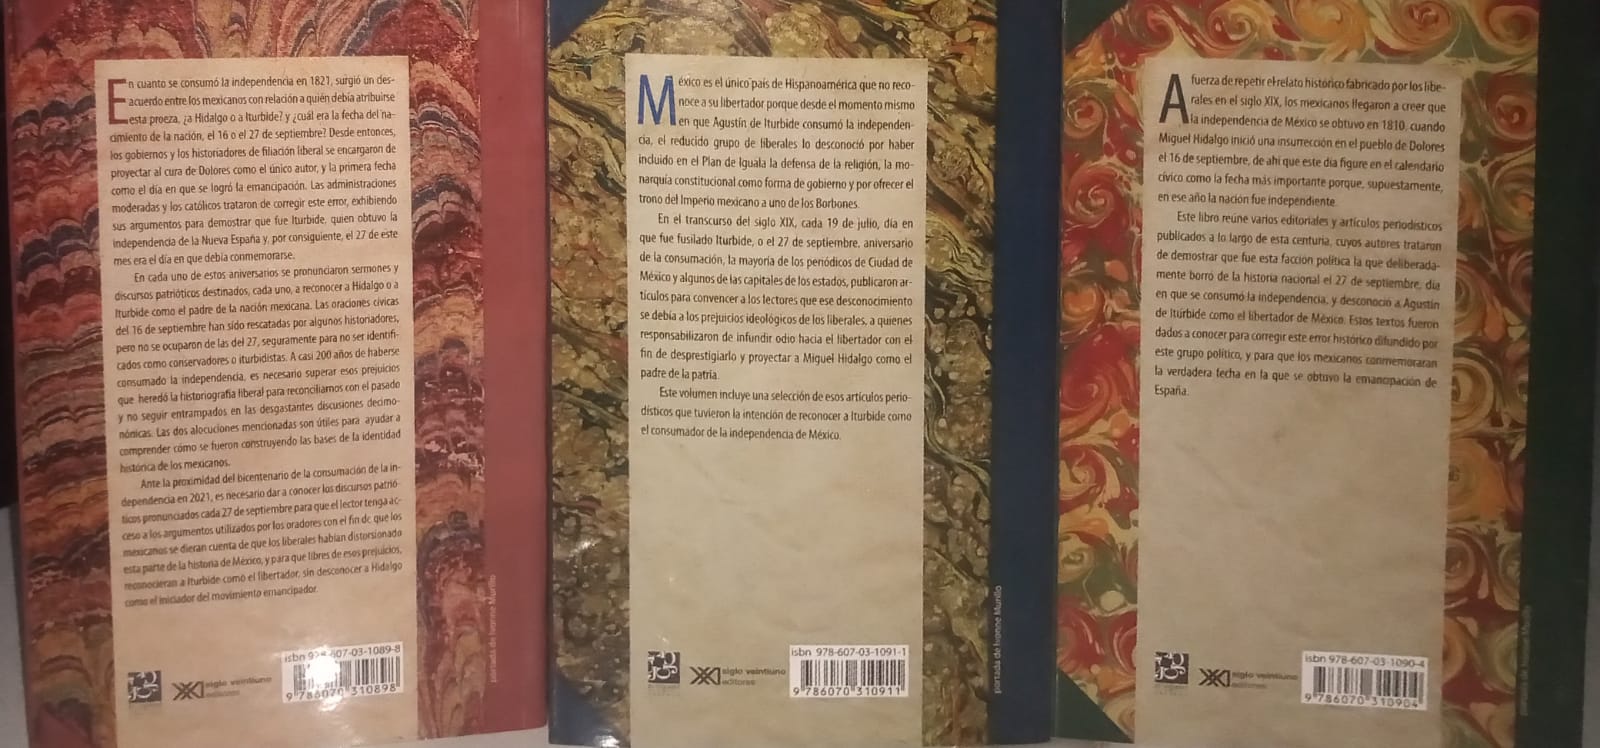 En cuanto se consumó la independencia en 1821, surgió un des-
acuerdo entre los mexicanos con relación a quién debía atribuirse
esta proeza, ¿a Hidalgo o a Iturbide? y ¿cuál era la fecha del na-
cimiento de la nación, el 16 o el 27 de septiembre? Desde entonces,
los gobiernos y los historiadores de filiación liberal se encargaron de
proyectar al cura de Dolores como el único autor, y la primera fecha
como el día en que se logró la emancipación. Las administraciones
moderadas y los católicos trataron de corregir este error, exhibiendo
sus argumentos para demostrar que fue Iturbide, quien obtuvo la
independencia de la Nueva España y, por consiguiente, el 27 de este
mes era el día en que debía conmemorarse.
En cada uno de estos aniversarios se pronunciaron sermones y
discursos patrióticos destinados, cada uno, a reconocer a Hidalgo o a
Iturbide como el padre de la nación mexicana. Las oraciones cívicas
del 16 de septiembre han sido rescatadas por algunos historiadores,
pero no se ocuparon de las del 27, seguramente para no ser identifi-
cados como conservadores o iturbidistas. A casi 200 años de haberse
consumado la independencia, es necesario superar esos prejuicios
que heredó la historiografía liberal para reconciliarnos con el pasado
y no seguir entrampados en las desgastantes discusiones decimo-
nónicas. Las dos alocuciones mencionadas son útiles para ayudar a
comprender cómo se fueron construyendo las bases de la identidad
histórica de los mexicanos.
Ante la proximidad del bicentenario de la consumación de la in-
dependencia en 2021, es necesario dar a conocer los discursos patrió-
ticos pronunciados cada 27 de septiembre para que el lector tenga ac-
ceso a los argumentos utilizados por los oradores con el fin de que los
mexicanos se dieran cuenta de que los liberales habían distorsionado
esta parte de la historia de México, y para que libres de esos prejuicios,
reconocieran a Iturbide como el libertador, sin desconocer a Hidalgo
como el iniciador del movimiento emancipador.
portada de Ivonne Murillo
isbn 978-607-03-1089-8
siglo veintiuno
editores
9 786070 310898
México es el único país de Hispanoamérica que no reco-
noce a su libertador porque desde el momento mismo
en que Agustín de Iturbide consumó la independen-
cia, el reducido grupo de liberales lo desconoció por haber
incluido en el Plan de Iguala la defensa de la religión, la mo-
narquía constitucional como forma de gobierno y por ofrecer el
trono del Imperio mexicano a uno de los Borbones.
En el transcurso del siglo XIX, cada 19 de julio, día en
que fue fusilado Iturbide, o el 27 de septiembre, aniversario
de la consumación, la mayoría de los periódicos de Ciudad de
México y algunos de las capitales de los estados, publicaron ar-
tículos para convencer a los lectores que ese desconocimiento
se debía a los prejuicios ideológicos de los liberales, a quienes
responsabilizaron de infundir odio hacia el libertador con el
fin de desprestigiarlo y proyectar a Miguel Hidalgo como el
padre de la patria.
Este volumen incluye una selección de esos artículos perio-
dísticos que tuvieron la intención de reconocer a Iturbide como
el consumador de la independencia de México.
portada de Ivonne Murillo
isbn 978-607-03-1091-1
siglo veintiuno
editores
9 786070 310911
A fuerza de repetir el relato histórico fabricado por los libe-
rales en el siglo XIX, los mexicanos llegaron a creer que
la independencia de México se obtuvo en 1810, cuando
Miguel Hidalgo inició una insurrección en el pueblo de Dolores
el 16 de septiembre, de ahí que este día figure en el calendario
cívico como la fecha más importante porque, supuestamente,
en ese año la nación fue independiente.
Este libro reúne varios editoriales y artículos periodísticos
publicados a lo largo de esta centuria, cuyos autores trataron
de demostrar que fue esta facción política la que deliberada-
mente borró de la historia nacional el 27 de septiembre, día
en que se consumó la independencia, y desconoció a Agustín
de Iturbide como el libertador de México. Estos textos fueron
dados a conocer para corregir este error histórico difundido por
este grupo político, y para que los mexicanos conmemoraran
la verdadera fecha en la que se obtuvo la emancipación de
España.
isbn 978-607-03-1090-4
siglo veintiuno
editores
9 786070 310904